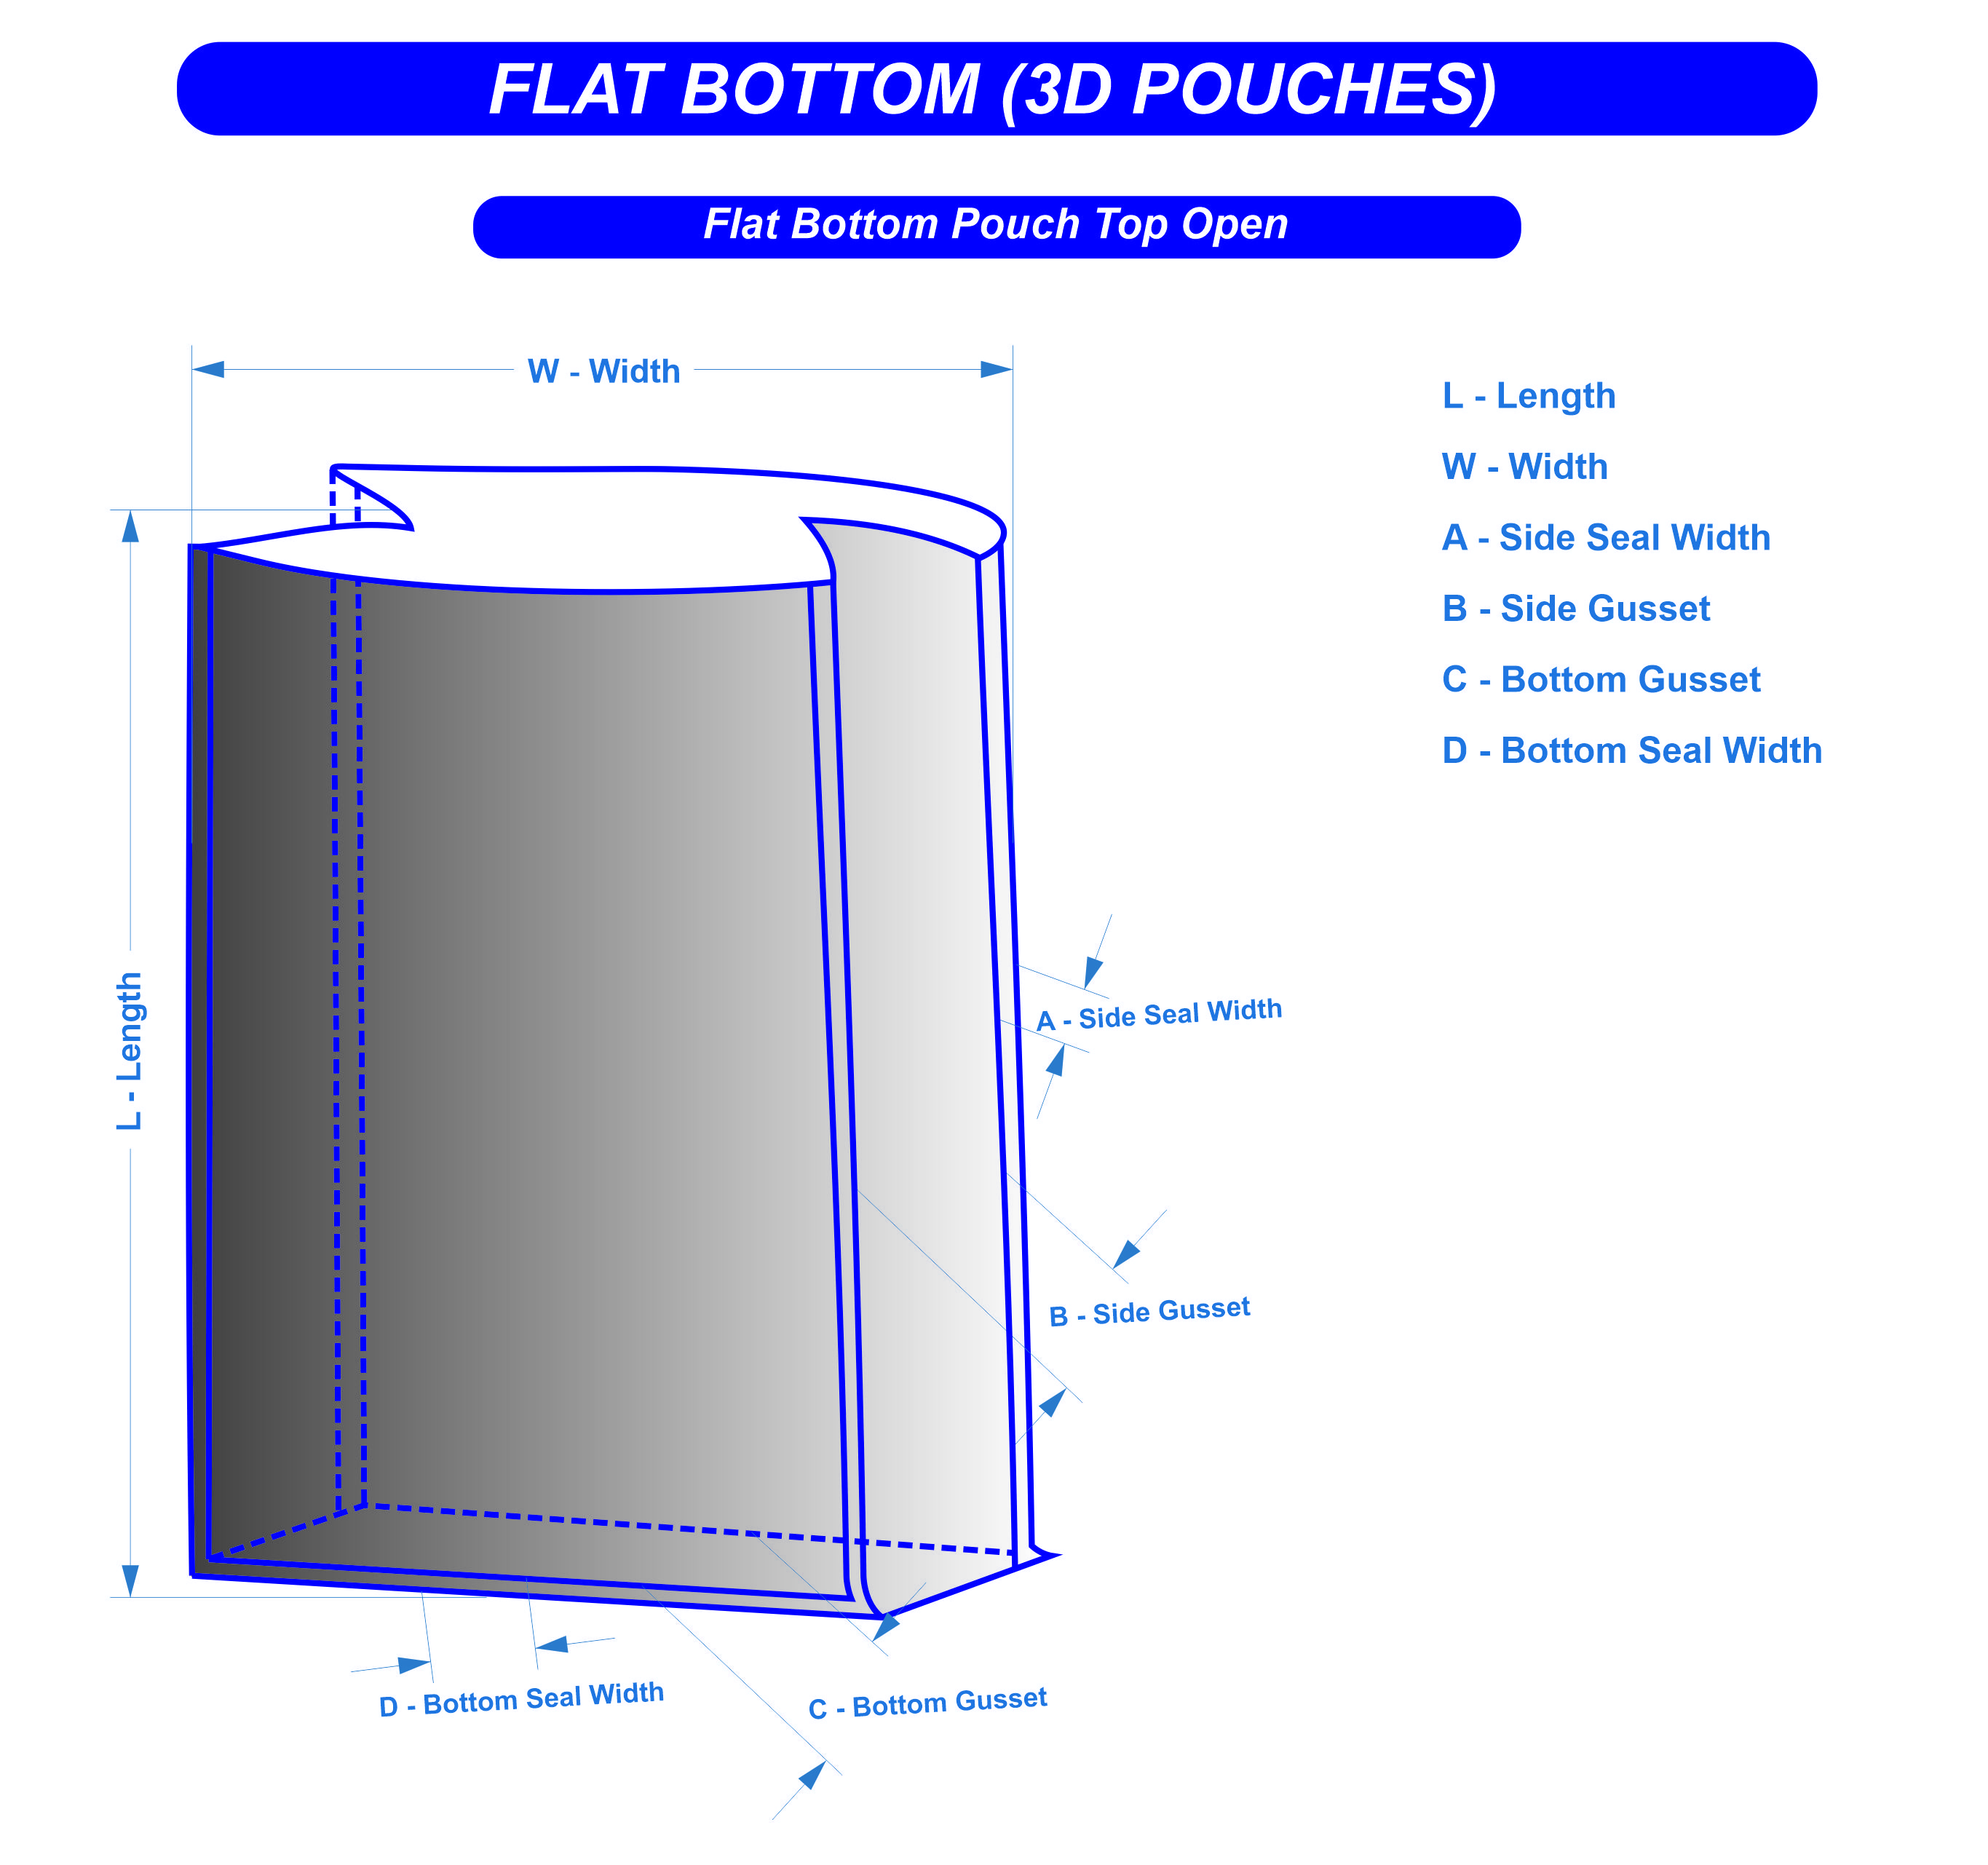 FLAT BOTTOM (3D POUCHES)
Flat Bottom Pouch Top Open
W - Width
L - Length
W - Width
A - Side Seal Width
B - Side Gusset
C - Bottom Gusset
D - Bottom Seal Width
L - Length
A - Side Seal Width
B - Side Gusset
D - Bottom Seal Width
C - Bottom Gusset